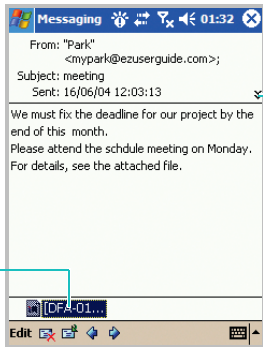 Messaging 01:32
From: "Park"
<mypark@ezuserguide.com>;
Subject: meeting
Sent: 16/06/04 12:03:13
We must fix the deadline for our project by the
end of this month.
Please attend the schdule meeting on Monday.
For details, see the attached file.
[DFA-01...
Edit